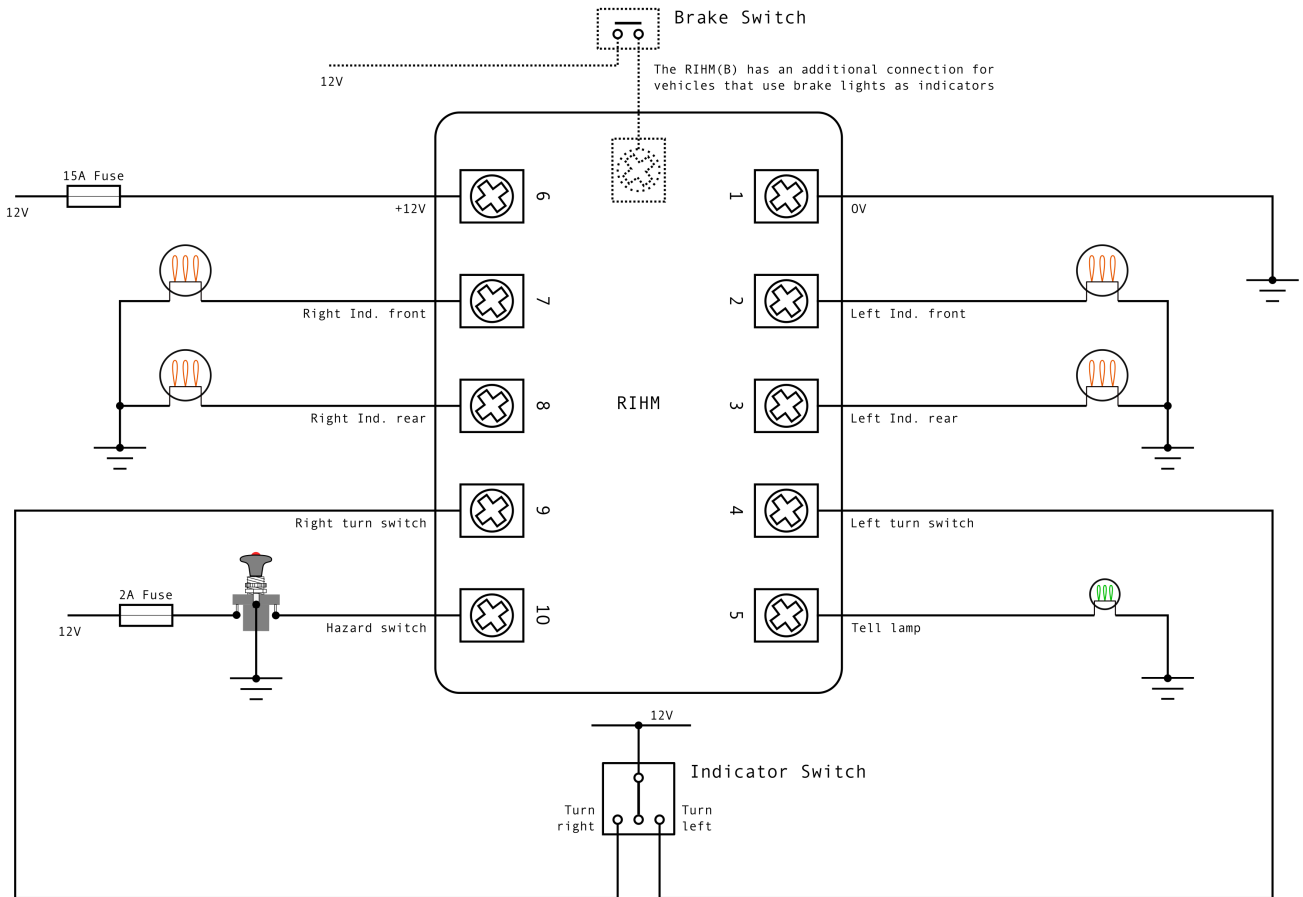 Brake Switch
12V
The RIHM(B) has an additional connection for
vehicles that use brake lights as indicators
15A Fuse
12V
+12V
6
1
0V
Right Ind. front
7
2
Left Ind. front
Right Ind. rear
8
RIHM
3
Left Ind. rear
Right turn switch
9
4
Left turn switch
2A Fuse
12V
Hazard switch
10
5
Tell lamp
12V
Indicator Switch
Turn
right
Turn
left